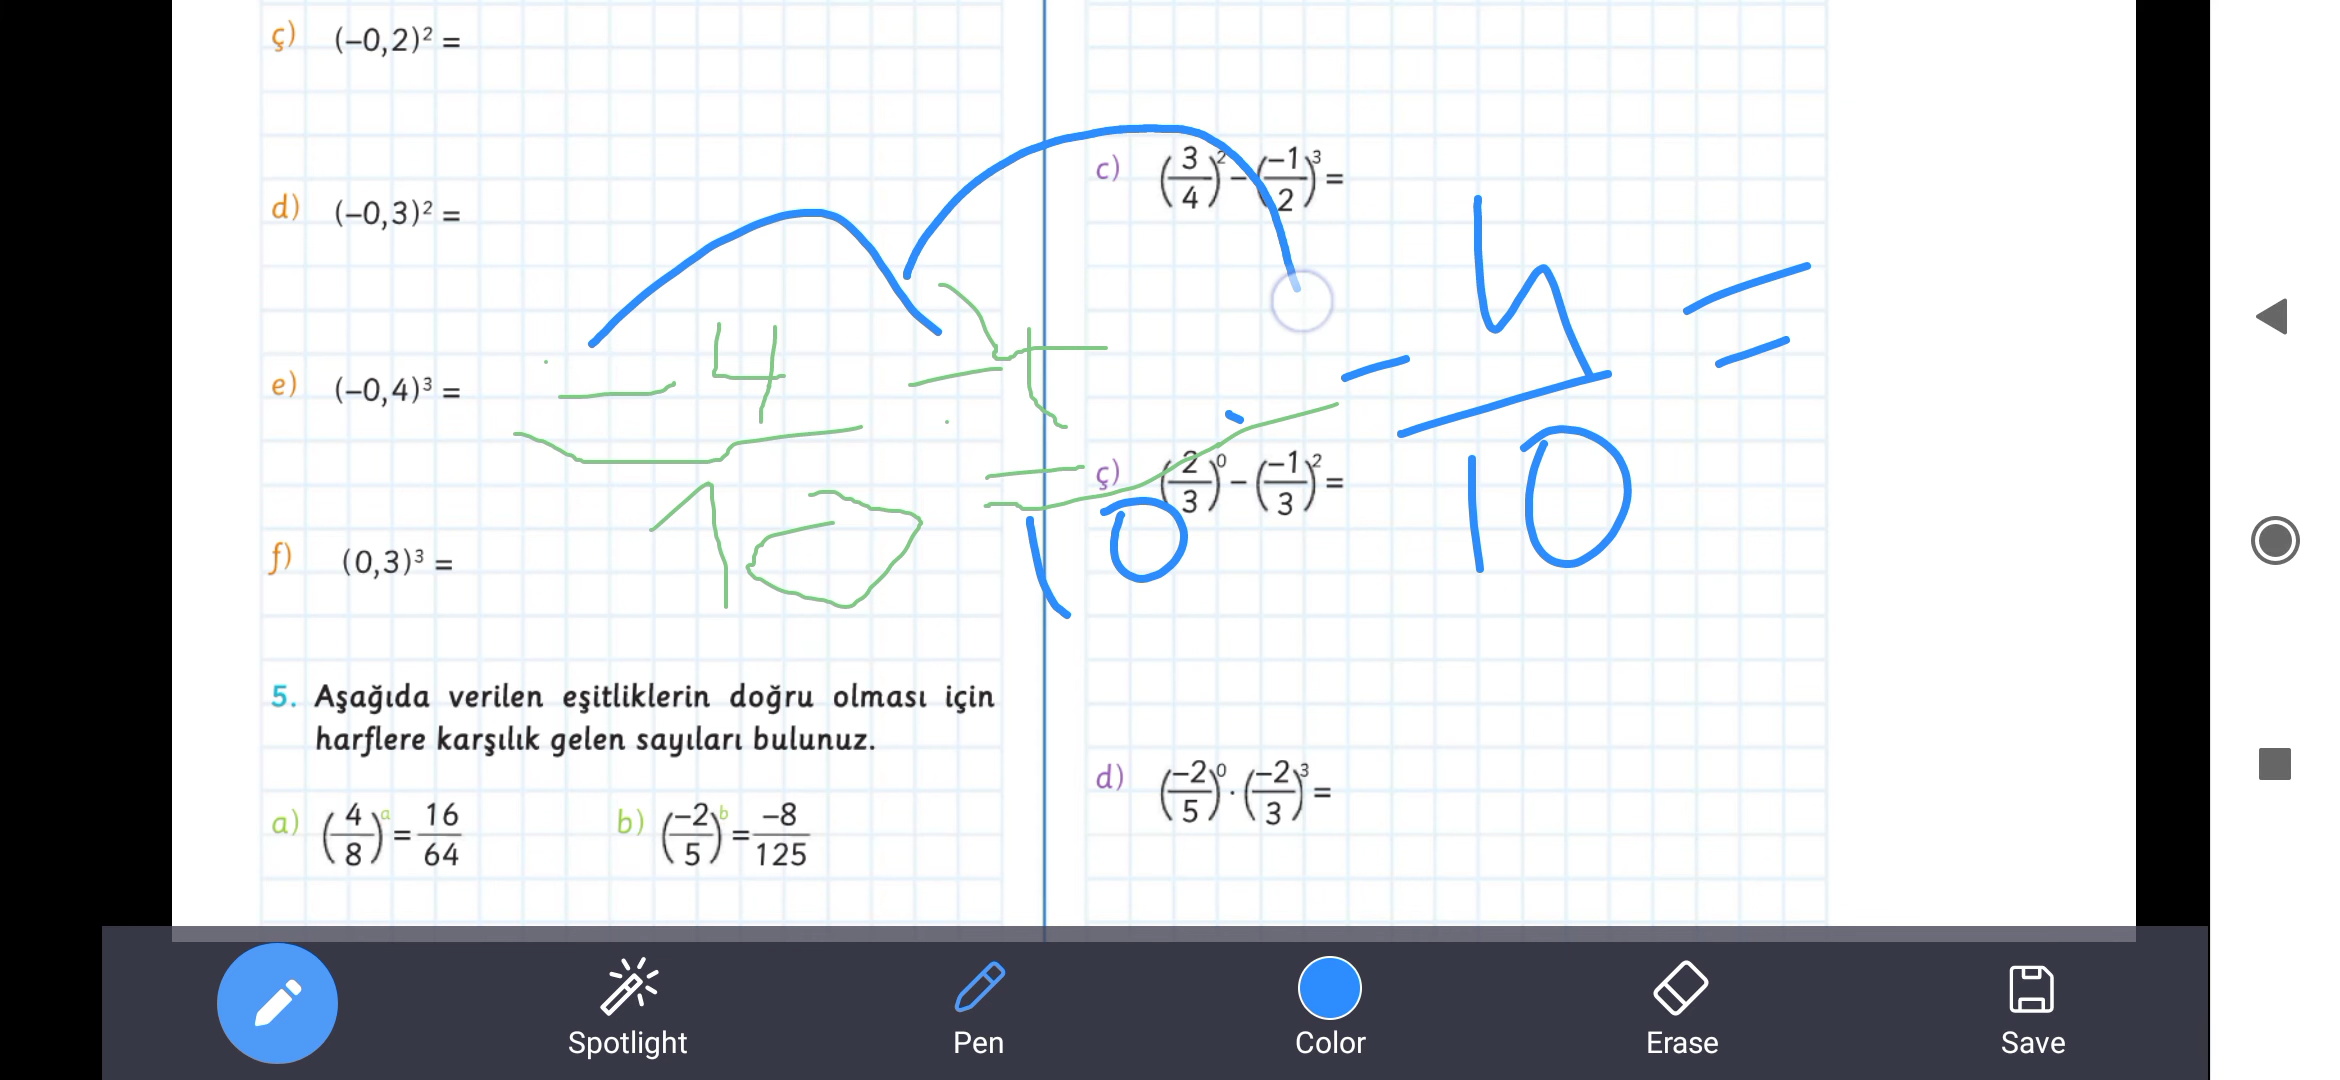 ç) (–0,2)² =
d) (–0,3)² =
e) (–0,4)³ =
f) (0,3)³ =
5. Aşağıda verilen eşitliklerin doğru olması için
harflere karşılık gelen sayıları bulunuz.
a) (4/8)ᵃ = 16/64
b) (–2/5)ᵇ = –8/125
c) (3/4)² – (–1/2)³ =
ç) (2/3)⁰ – (–1/3)² =
d) (–2/5)⁰ · (–2/3)³ =
– 4/10
· – 4/10 · – 4/10 =
Spotlight
Pen
Color
Erase
Save